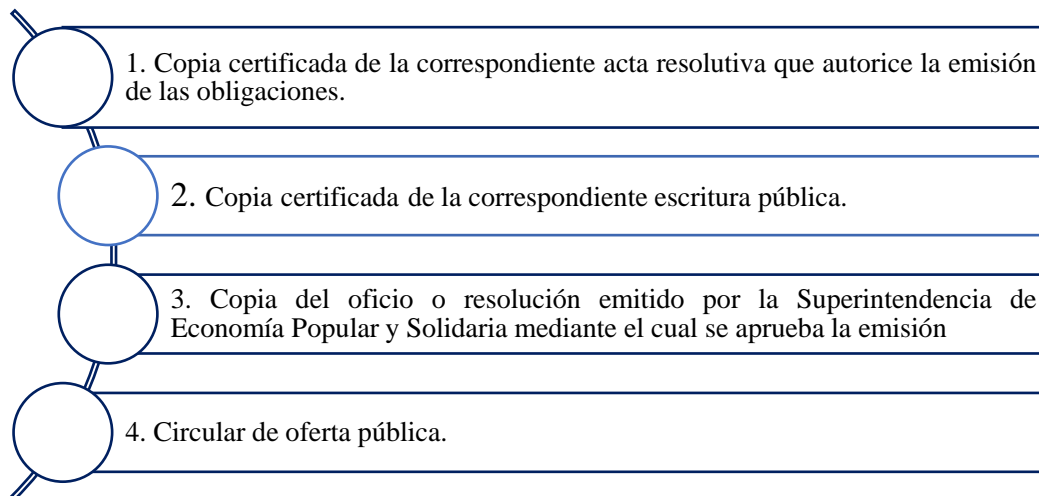 1. Copia certificada de la correspondiente acta resolutiva que autorice la emisión
de las obligaciones.
2. Copia certificada de la correspondiente escritura pública.
3. Copia del oficio o resolución emitido por la Superintendencia de
Economía Popular y Solidaria mediante el cual se aprueba la emisión
4. Circular de oferta pública.